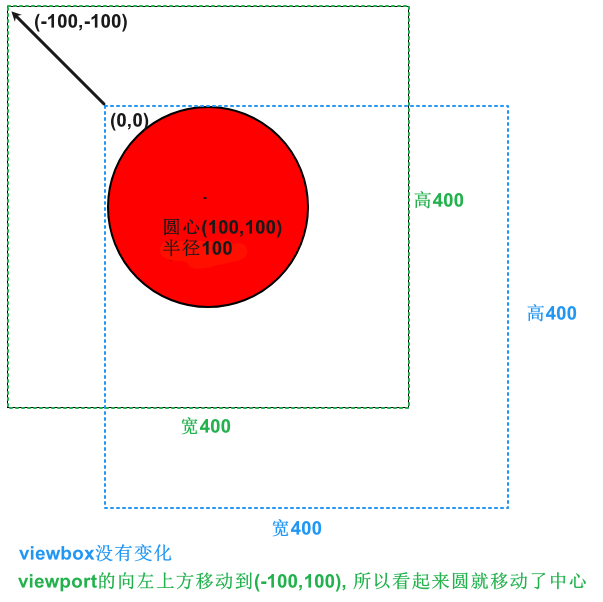 (-100,-100)
(0,0)
高400
圆心(100,100)
半径100
高400
宽400
宽400
viewbox没有变化
viewport的向左上方移动到(-100,100), 所以看起来圆就移动了中心